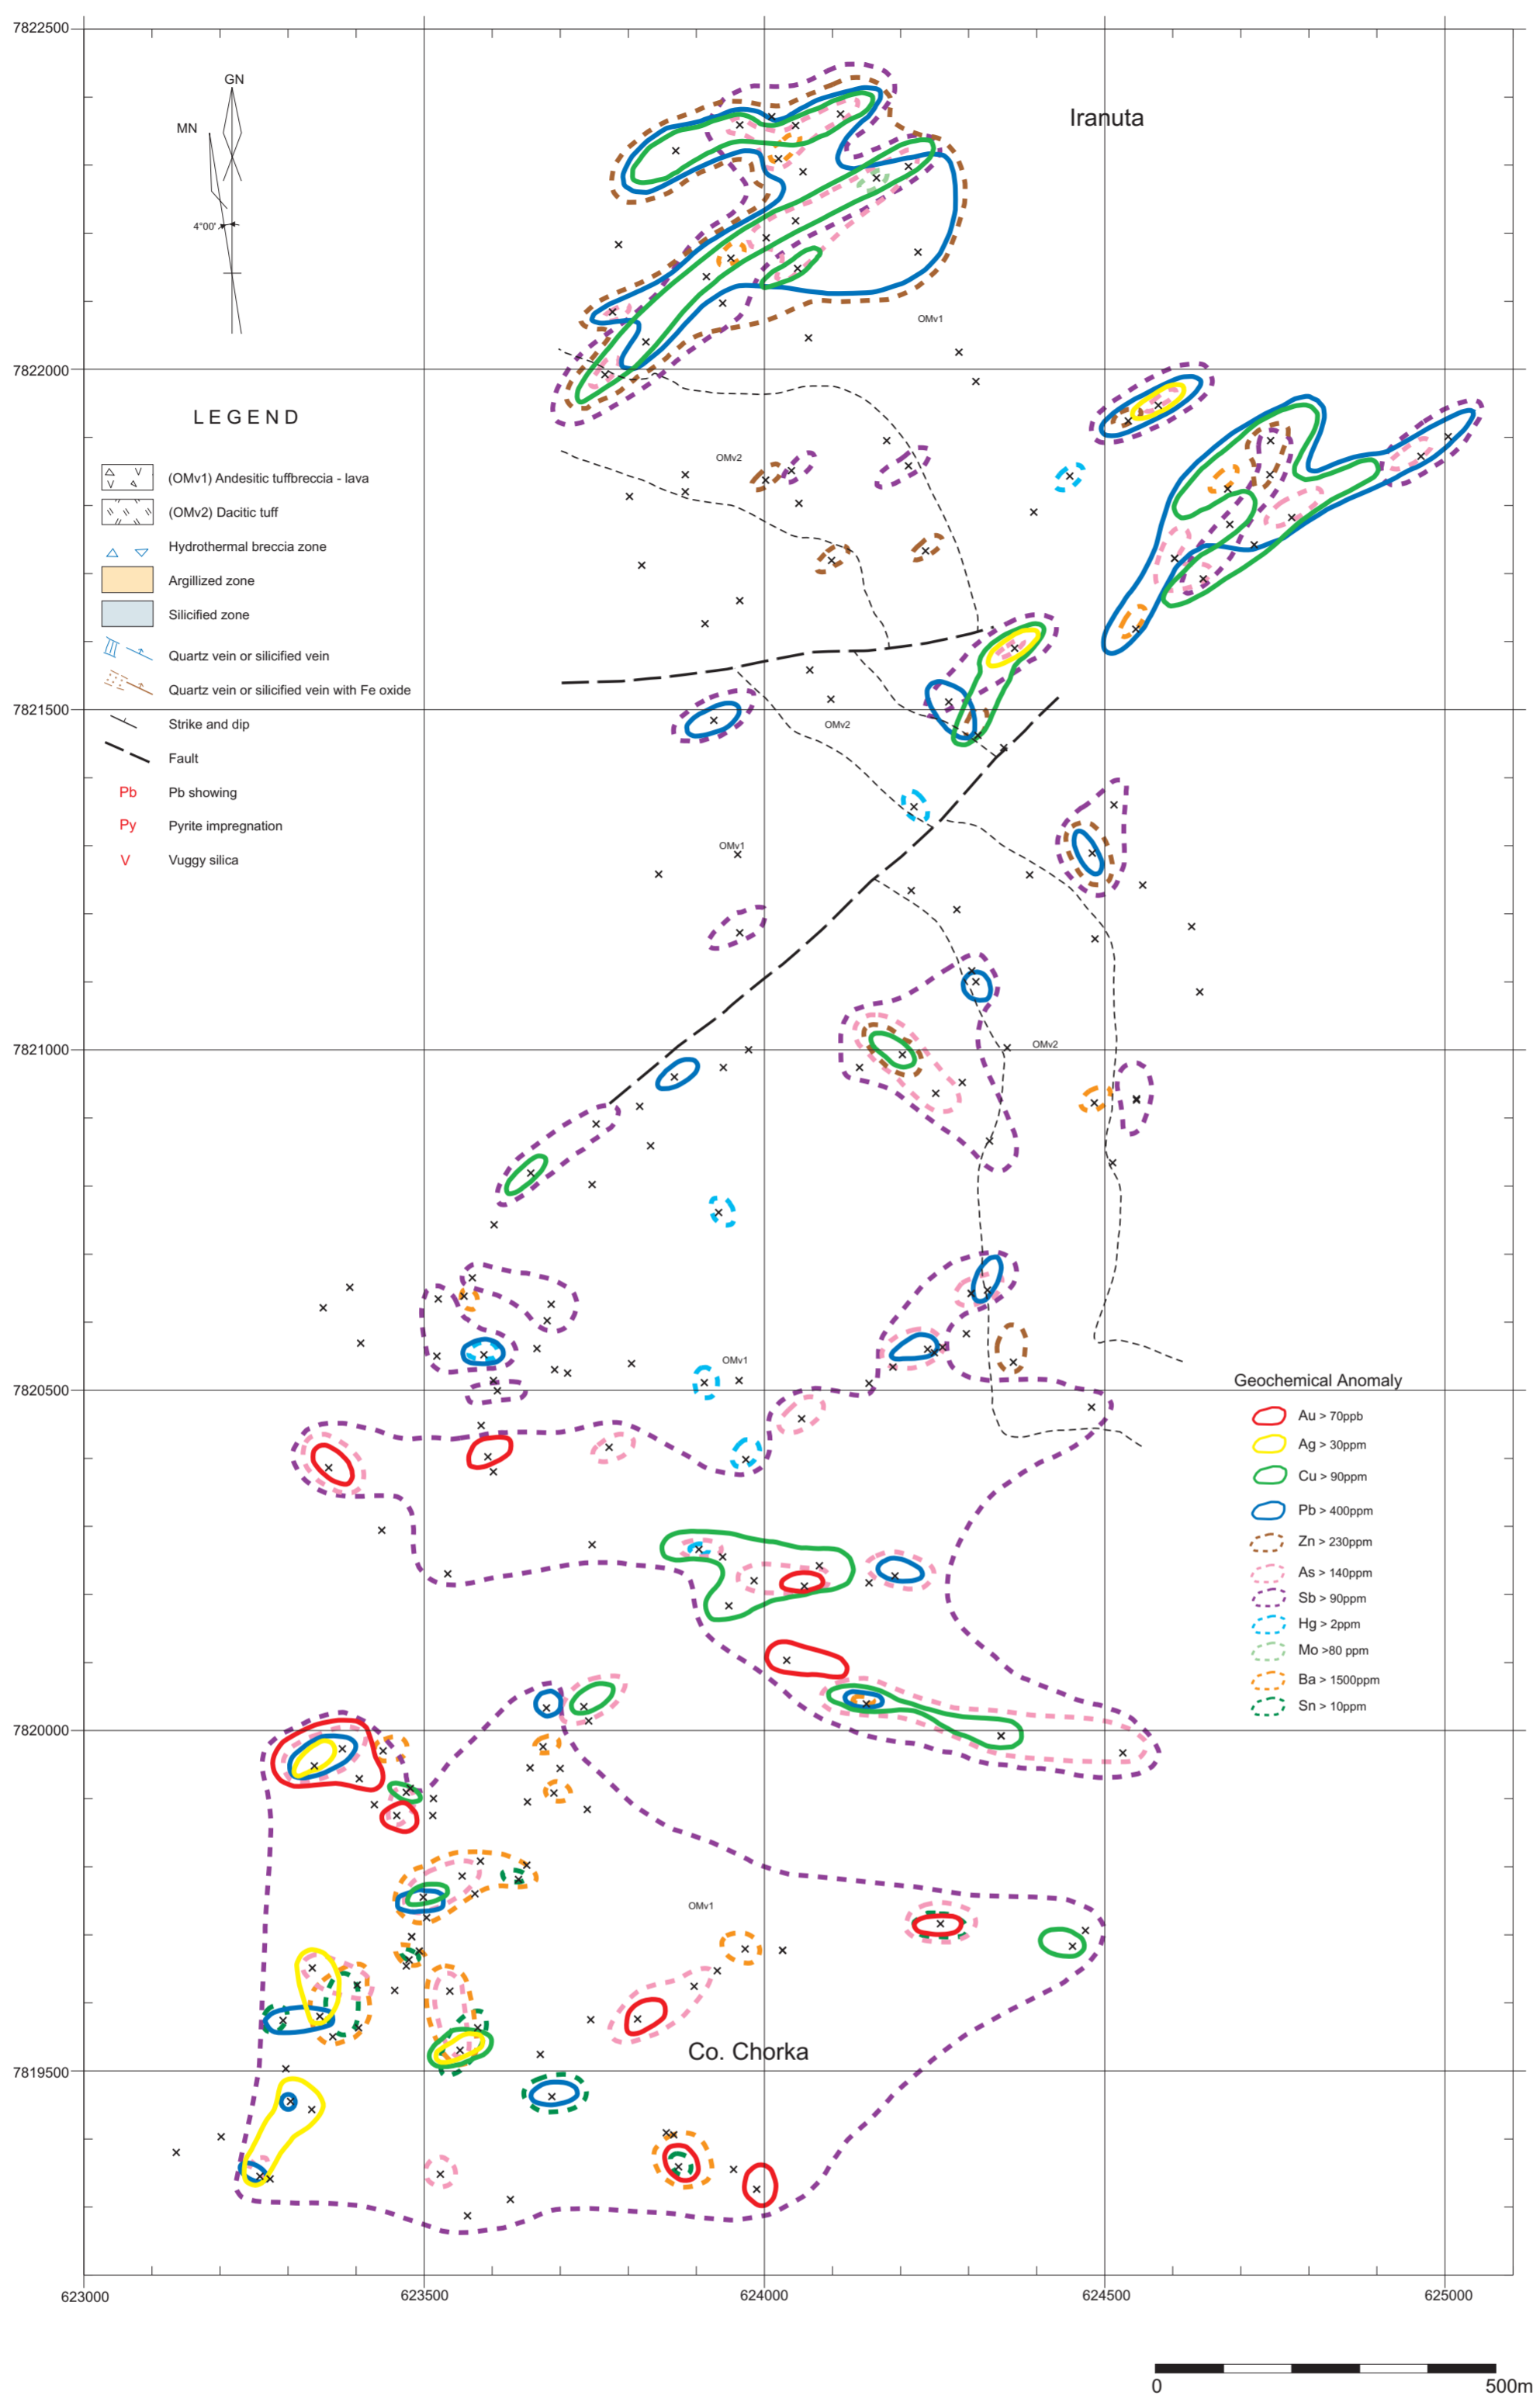 7822500
GN
MN
4°00'
Iranuta
OMv1
7822000
LEGEND
(OMv1) Andesitic tuffbreccia - lava
(OMv2) Dacitic tuff
Hydrothermal breccia zone
Argillized zone
Silicified zone
Quartz vein or silicified vein
Quartz vein or silicified vein with Fe oxide
Strike and dip
Fault
Pb Pb showing
Py Pyrite impregnation
V Vuggy silica
OMv2
7821500
OMv2
OMv1
7821000
OMv2
OMv1
7820500
Geochemical Anomaly
Au > 70ppb
Ag > 30ppm
Cu > 90ppm
Pb > 400ppm
Zn > 230ppm
As > 140ppm
Sb > 90ppm
Hg > 2ppm
Mo >80 ppm
Ba > 1500ppm
Sn > 10ppm
7820000
OMv1
Co. Chorka
7819500
623000 623500 624000 624500 625000
0 500m